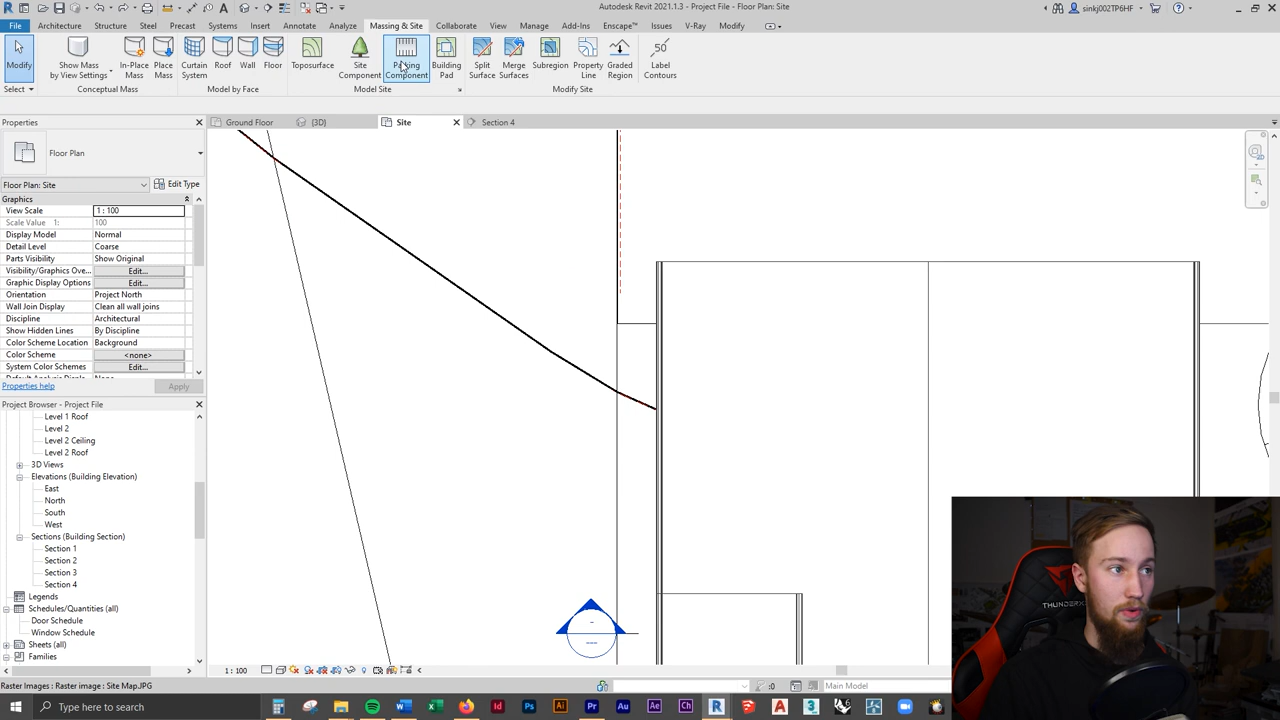 Autodesk Revit 2021.1.3 - Project File - Floor Plan: Site
sinkj002TP6HF
File Architecture Structure Steel Precast Systems Insert Annotate Analyze Massing & Site Collaborate View Manage Add-Ins Enscape™ Issues V-Ray Modify
Modify
Show Mass
by View Settings
In-Place
Mass
Place
Mass
Curtain
System
Roof
Wall
Floor
Toposurface
Site
Component
Parking
Component
Building
Pad
Split
Surface
Merge
Surfaces
Subregion
Property
Line
Graded
Region
50
Label
Contours
Select
Conceptual Mass
Model by Face
Model Site
Modify Site
Properties
Ground Floor
{3D}
Site
Section 4
Floor Plan
Floor Plan: Site
Edit Type
Graphics
View Scale 1 : 100
Scale Value 1: 100
Display Model Normal
Detail Level Coarse
Parts Visibility Show Original
Visibility/Graphics Ove... Edit...
Graphic Display Options Edit...
Orientation Project North
Wall Join Display Clean all wall joins
Discipline Architectural
Show Hidden Lines By Discipline
Color Scheme Location Background
Color Scheme <none>
System Color Schemes Edit...
Properties help
Apply
Project Browser - Project File
Level 1 Roof
Level 2
Level 2 Ceiling
Level 2 Roof
3D Views
Elevations (Building Elevation)
East
North
South
West
Sections (Building Section)
Section 1
Section 2
Section 3
Section 4
Legends
Schedules/Quantities (all)
Door Schedule
Window Schedule
Sheets (all)
Families
1 : 100
Raster Images : Raster image : Site Map.JPG
:0
Main Model
Type here to search